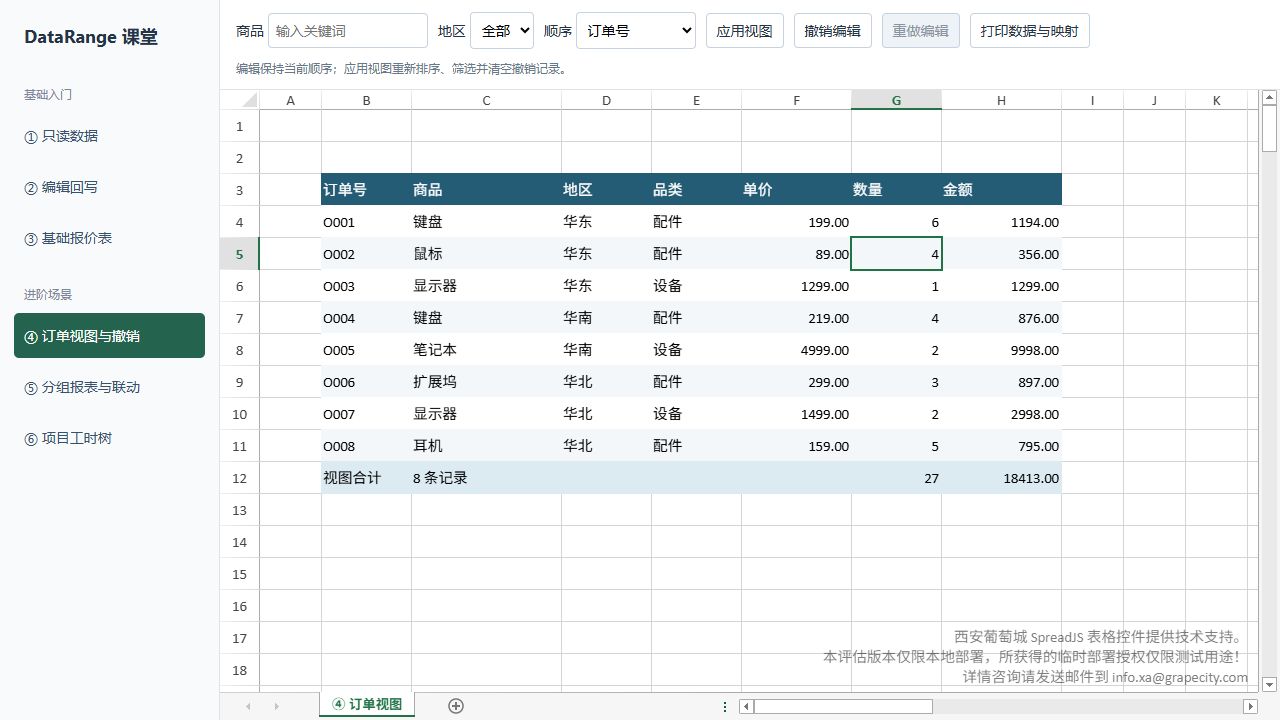 DataRange 课堂
基础入门
① 只读数据
② 编辑回写
③ 基础报价表
进阶场景
④ 订单视图与撤销
⑤ 分组报表与联动
⑥ 项目工时树
商品 输入关键词 地区 全部 顺序 订单号 应用视图 撤销编辑 重做编辑 打印数据与映射
编辑保持当前顺序；应用视图重新排序、筛选并清空撤销记录。
A B C D E F G H I J K
1
2
3 订单号 商品 地区 品类 单价 数量 金额
4 O001 键盘 华东 配件 199.00 6 1194.00
5 O002 鼠标 华东 配件 89.00 4 356.00
6 O003 显示器 华东 设备 1299.00 1 1299.00
7 O004 键盘 华南 配件 219.00 4 876.00
8 O005 笔记本 华南 设备 4999.00 2 9998.00
9 O006 扩展坞 华北 配件 299.00 3 897.00
10 O007 显示器 华北 设备 1499.00 2 2998.00
11 O008 耳机 华北 配件 159.00 5 795.00
12 视图合计 8 条记录 27 18413.00
13
14
15
16
17
18
西安葡萄城 SpreadJS 表格控件提供技术支持。
本评估版本仅限本地部署，所获得的临时部署授权仅限测试用途！
详情咨询请发送邮件到 info.xa@grapecity.com
④ 订单视图